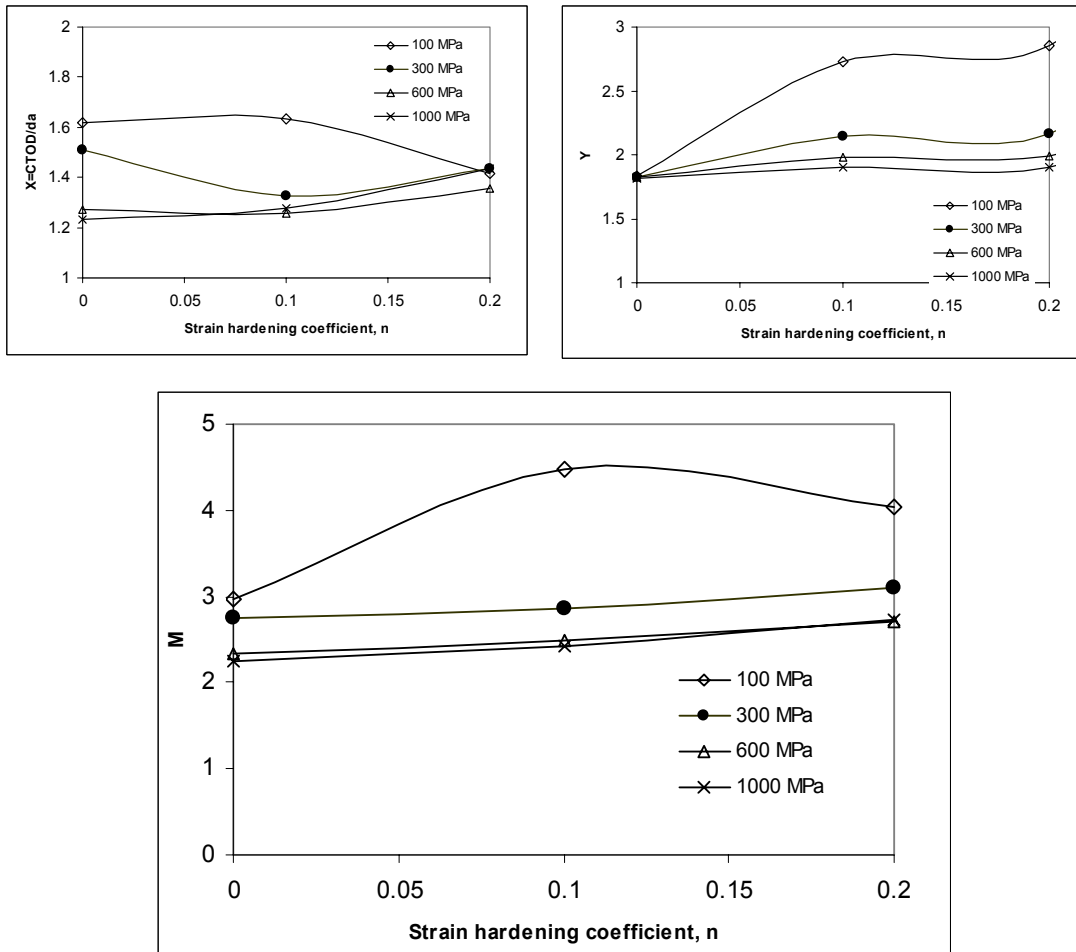 2
1.8
1.6
1.4
1.2
1
X=CTOD/da
0 0.05 0.1 0.15 0.2
Strain hardening coefficient, n
100 MPa
300 MPa
600 MPa
1000 MPa
3
2.5
2
1.5
1
Y
0 0.05 0.1 0.15 0.2
Strain hardening coefficient, n
100 MPa
300 MPa
600 MPa
1000 MPa
5
4
3
2
1
0
M
0 0.05 0.1 0.15 0.2
Strain hardening coefficient, n
100 MPa
300 MPa
600 MPa
1000 MPa